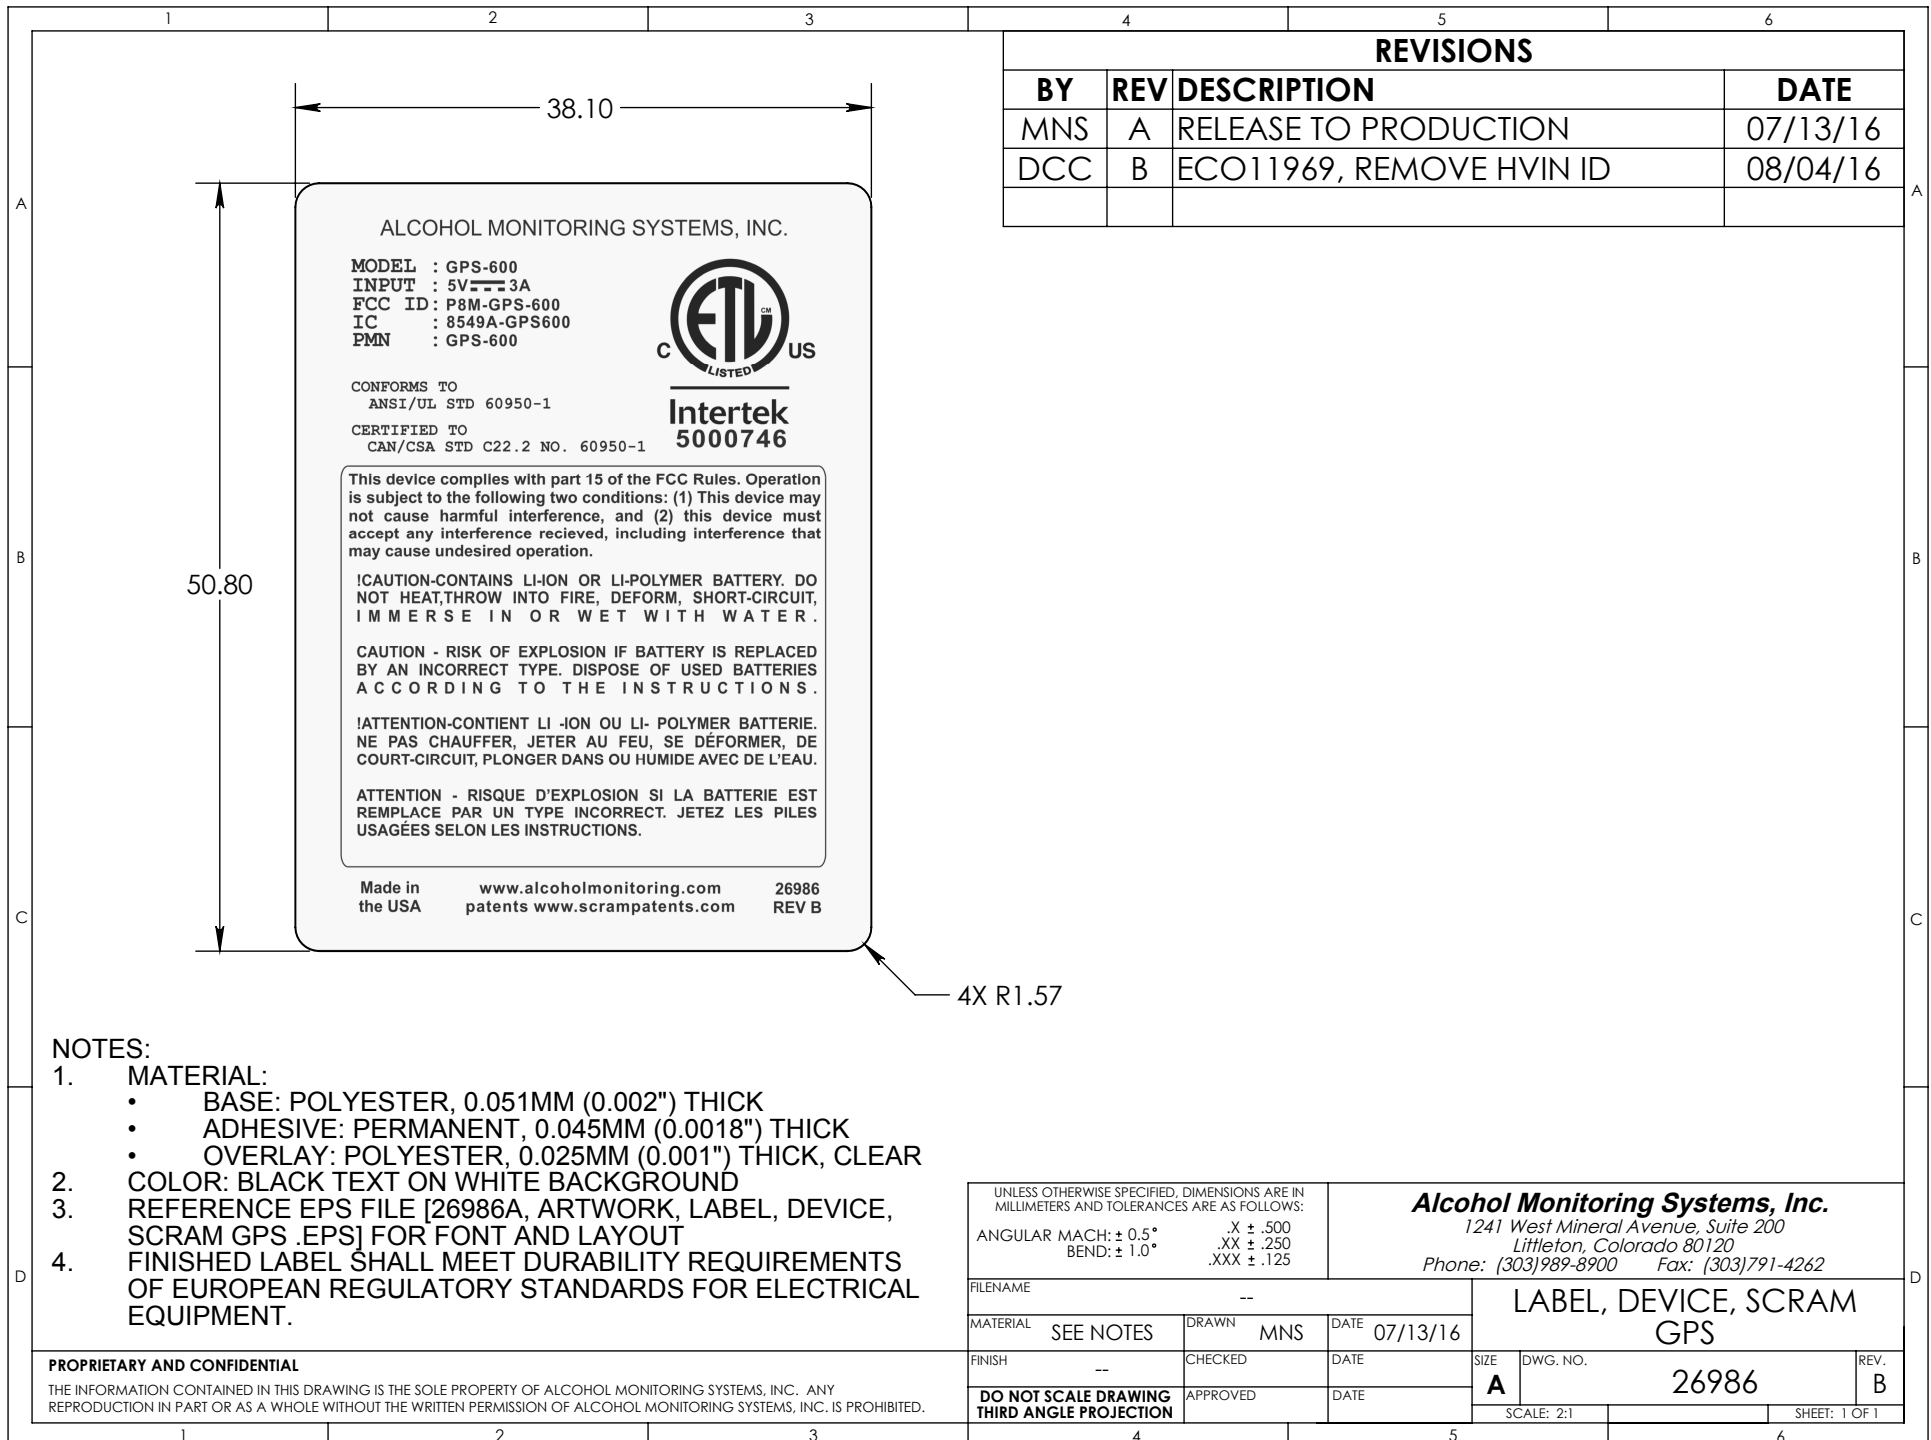 1 2 3 4 5 6
REVISIONS
BY REV DESCRIPTION DATE
MNS A RELEASE TO PRODUCTION 07/13/16
DCC B ECO11969, REMOVE HVIN ID 08/04/16
A A
B B
C C
D D
38.10
50.80
4X R1.57
ALCOHOL MONITORING SYSTEMS, INC.
MODEL : GPS-600
INPUT : 5V 3A
FCC ID: P8M-GPS-600
IC : 8549A-GPS600
PMN : GPS-600
ETL CM
C US
LISTED
Intertek
5000746
CONFORMS TO
ANSI/UL STD 60950-1
CERTIFIED TO
CAN/CSA STD C22.2 NO. 60950-1
This device complies with part 15 of the FCC Rules. Operation
is subject to the following two conditions: (1) This device may
not cause harmful interference, and (2) this device must
accept any interference recieved, including interference that
may cause undesired operation.
!CAUTION-CONTAINS LI-ION OR LI-POLYMER BATTERY. DO
NOT HEAT,THROW INTO FIRE, DEFORM, SHORT-CIRCUIT,
IMMERSE IN OR WET WITH WATER.
CAUTION - RISK OF EXPLOSION IF BATTERY IS REPLACED
BY AN INCORRECT TYPE. DISPOSE OF USED BATTERIES
ACCORDING TO THE INSTRUCTIONS.
!ATTENTION-CONTIENT LI -ION OU LI- POLYMER BATTERIE.
NE PAS CHAUFFER, JETER AU FEU, SE DÉFORMER, DE
COURT-CIRCUIT, PLONGER DANS OU HUMIDE AVEC DE L'EAU.
ATTENTION - RISQUE D'EXPLOSION SI LA BATTERIE EST
REMPLACE PAR UN TYPE INCORRECT. JETEZ LES PILES
USAGÉES SELON LES INSTRUCTIONS.
Made in www.alcoholmonitoring.com 26986
the USA patents www.scrampatents.com REV B
NOTES:
1. MATERIAL:
• BASE: POLYESTER, 0.051MM (0.002") THICK
• ADHESIVE: PERMANENT, 0.045MM (0.0018") THICK
• OVERLAY: POLYESTER, 0.025MM (0.001") THICK, CLEAR
2. COLOR: BLACK TEXT ON WHITE BACKGROUND
3. REFERENCE EPS FILE [26986A, ARTWORK, LABEL, DEVICE,
SCRAM GPS .EPS] FOR FONT AND LAYOUT
4. FINISHED LABEL SHALL MEET DURABILITY REQUIREMENTS
OF EUROPEAN REGULATORY STANDARDS FOR ELECTRICAL
EQUIPMENT.
PROPRIETARY AND CONFIDENTIAL
THE INFORMATION CONTAINED IN THIS DRAWING IS THE SOLE PROPERTY OF ALCOHOL MONITORING SYSTEMS, INC. ANY
REPRODUCTION IN PART OR AS A WHOLE WITHOUT THE WRITTEN PERMISSION OF ALCOHOL MONITORING SYSTEMS, INC. IS PROHIBITED.
UNLESS OTHERWISE SPECIFIED, DIMENSIONS ARE IN
MILLIMETERS AND TOLERANCES ARE AS FOLLOWS:
ANGULAR MACH: ± 0.5° .X ± .500
BEND: ± 1.0° .XX ± .250
.XXX ± .125
Alcohol Monitoring Systems, Inc.
1241 West Mineral Avenue, Suite 200
Littleton, Colorado 80120
Phone: (303)989-8900 Fax: (303)791-4262
FILENAME --
MATERIAL SEE NOTES DRAWN MNS DATE 07/13/16
FINISH -- CHECKED DATE
DO NOT SCALE DRAWING APPROVED DATE
THIRD ANGLE PROJECTION
LABEL, DEVICE, SCRAM
GPS
SIZE DWG. NO. REV.
A 26986 B
SCALE: 2:1 SHEET: 1 OF 1
1 2 3 4 5 6